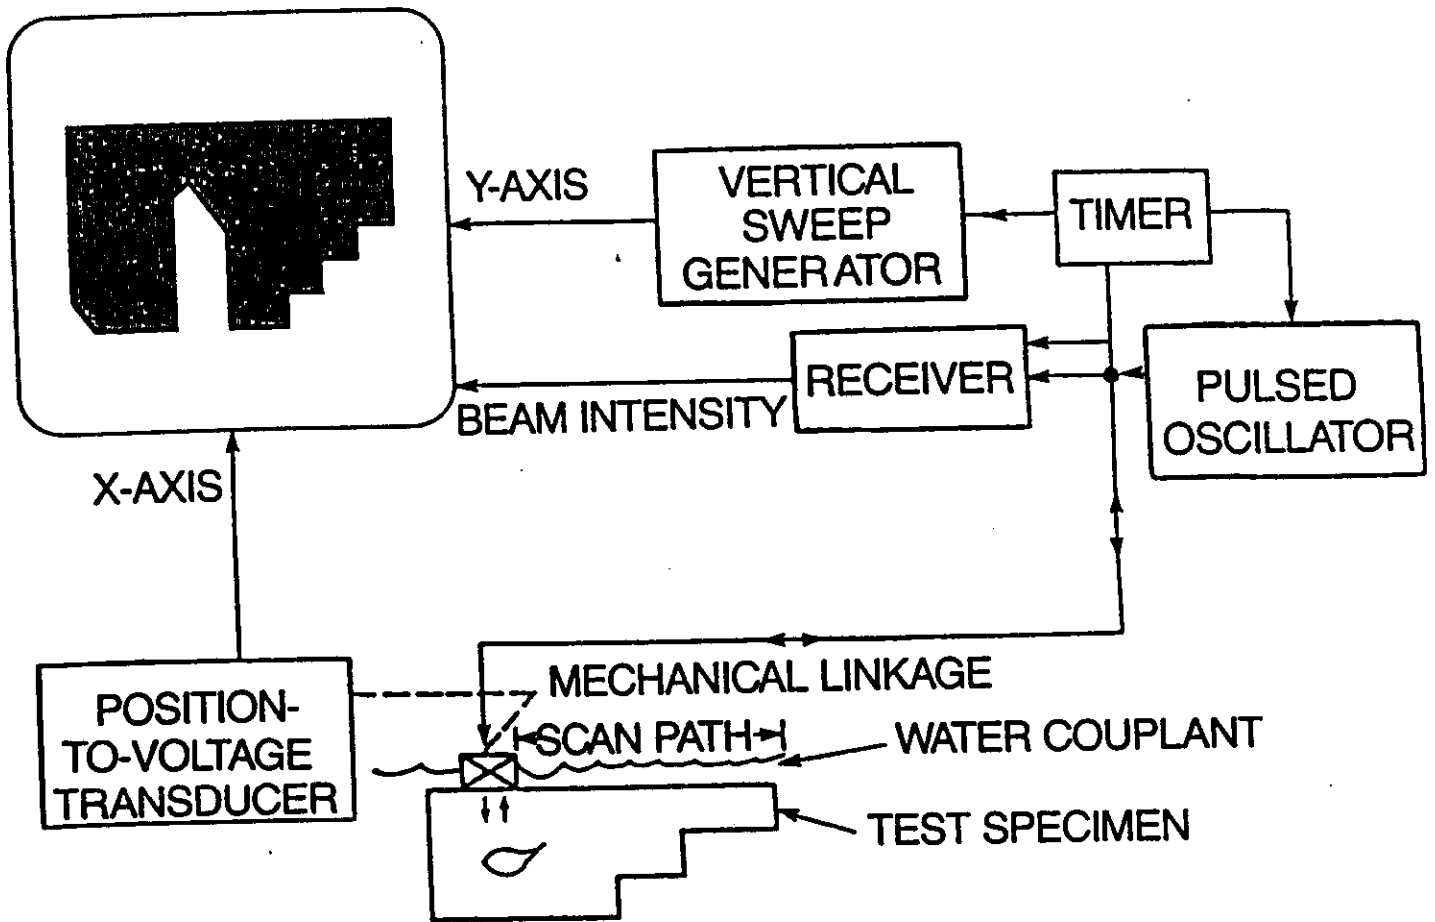 Y-AXIS
VERTICAL
SWEEP
GENERATOR
TIMER
RECEIVER
BEAM INTENSITY
PULSED
OSCILLATOR
X-AXIS
POSITION-
TO-VOLTAGE
TRANSDUCER
MECHANICAL LINKAGE
SCAN PATH
WATER COUPLANT
TEST SPECIMEN